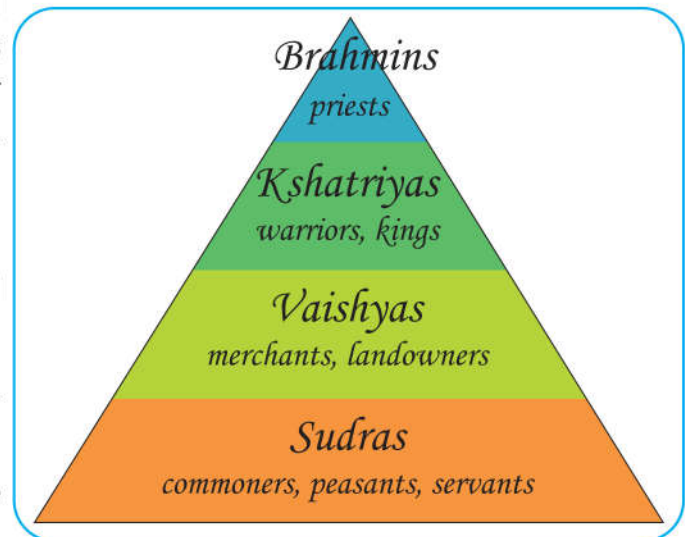 Brahmins
priests
Kshatriyas
warriors, kings
Vaishyas
merchants, landowners
Sudras
commoners, peasants, servants